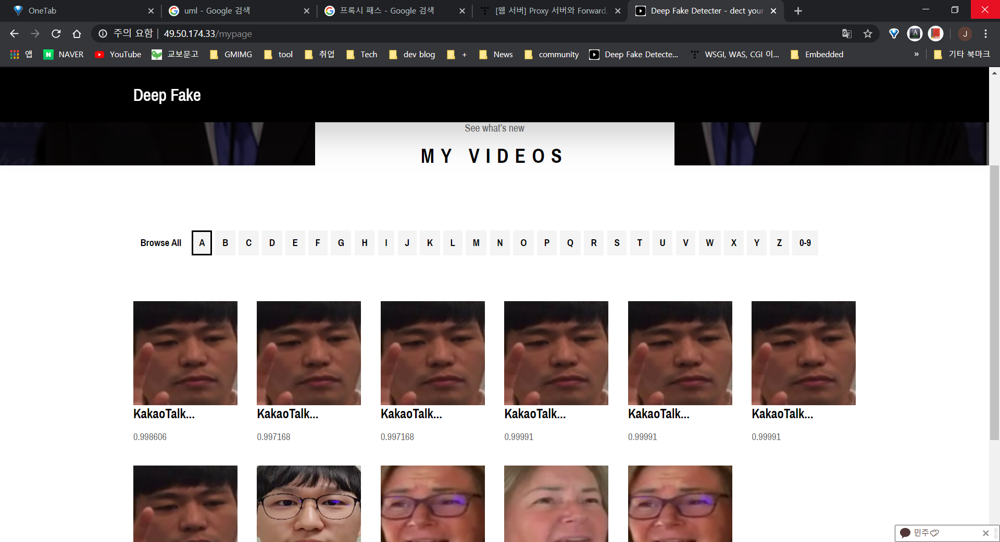 OneTab
uml - Google 검색
프록시 패스 - Google 검색
[웹 서버] Proxy 서버와 Forward,
Deep Fake Detecter - dect your
주의 요함 | 49.50.174.33/mypage
J
앱 NAVER YouTube 교보문고 GMIMG tool 취업 Tech dev blog + News community Deep Fake Detecte... WSGI, WAS, CGI 이... Embedded » 기타 북마크
Deep Fake
See what's new
MY VIDEOS
Browse All A B C D E F G H I J K L M N O P Q R S T U V W X Y Z 0-9
KakaoTalk... KakaoTalk... KakaoTalk... KakaoTalk... KakaoTalk... KakaoTalk...
0.998606 0.997168 0.997168 0.99991 0.99991 0.99991
민주